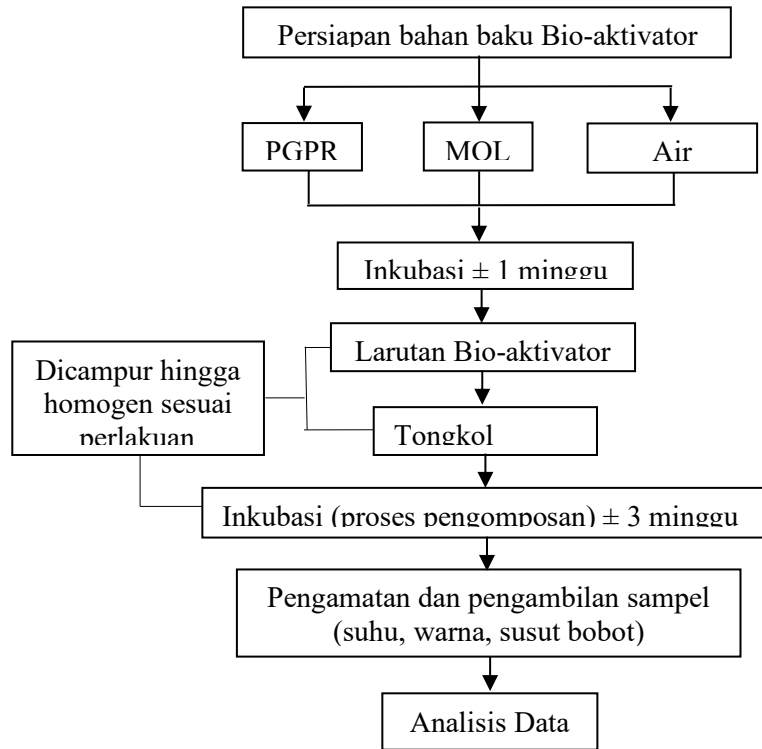 Persiapan bahan baku Bio-aktivator
PGPR
MOL
Air
Inkubasi ± 1 minggu
Larutan Bio-aktivator
Dicampur hingga
homogen sesuai
perlakuan
Tongkol
Inkubasi (proses pengomposan) ± 3 minggu
Pengamatan dan pengambilan sampel
(suhu, warna, susut bobot)
Analisis Data